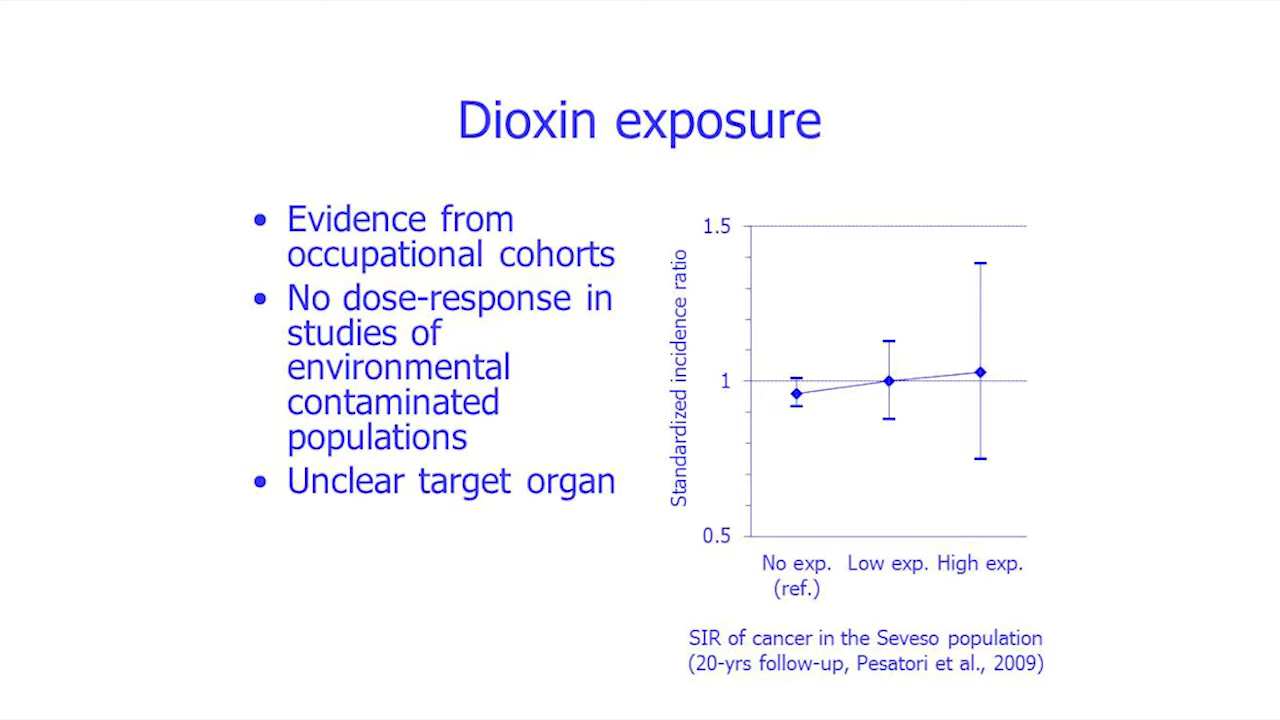 Dioxin exposure
• Evidence from
occupational cohorts
• No dose-response in
studies of
environmental
contaminated
populations
• Unclear target organ
Standardized incidence ratio
1.5
1
0.5
No exp. Low exp. High exp.
(ref.)
SIR of cancer in the Seveso population
(20-yrs follow-up, Pesatori et al., 2009)